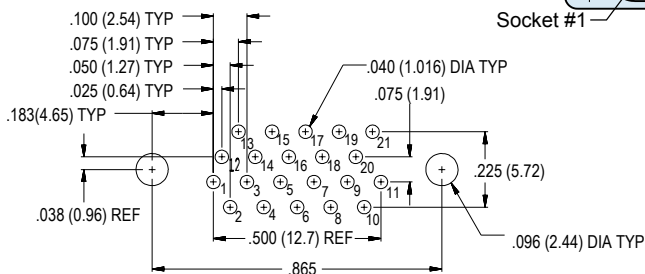 Socket #1
.100 (2.54) TYP
.075 (1.91) TYP
.050 (1.27) TYP
.025 (0.64) TYP
.183(4.65) TYP
.040 (1.016) DIA TYP
.075 (1.91)
13 15 17 19 21
12 14 16 18 20
1 3 5 7 9 11
2 4 6 8 10
.225 (5.72)
.038 (0.96) REF
.500 (12.7) REF
.096 (2.44) DIA TYP
.865